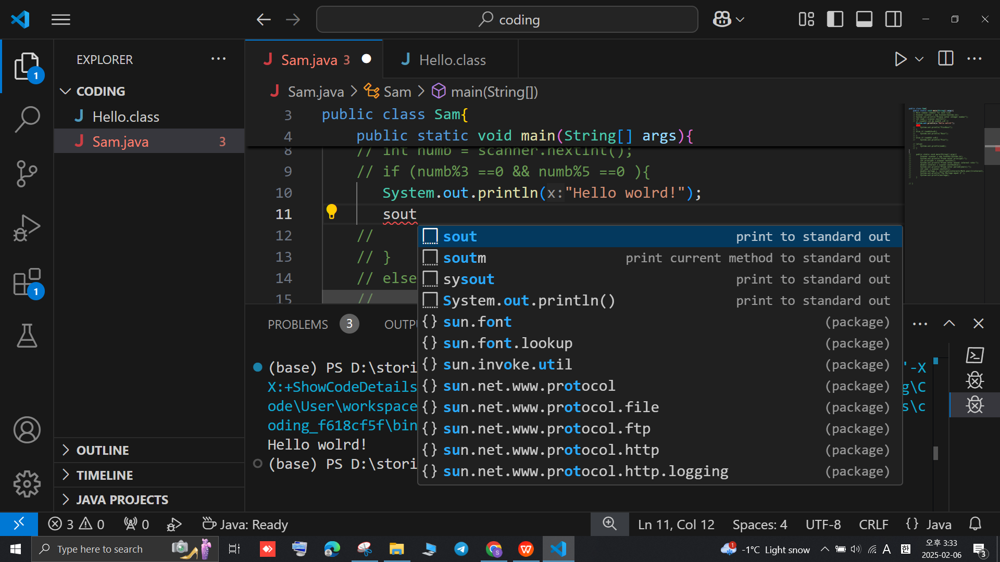 coding
EXPLORER
1
CODING
Hello.class
Sam.java 3
Sam.java 3
Hello.class
Sam.java > Sam > main(String[])
3 public class Sam{
4 public static void main(String[] args){
8 // int numb = scanner.nextInt();
9 // if (numb%3 ==0 && numb%5 ==0 ){
10 System.out.println(x:"Hello wolrd!");
11 sout
12 //
13 // }
14 // else
15 //
sout print to standard out
soutm print current method to standard out
sysout print to standard out
System.out.println() print to standard out
sun.font (package)
sun.font.lookup (package)
sun.invoke.util (package)
sun.net.www.protocol (package)
sun.net.www.protocol.file (package)
sun.net.www.protocol.ftp (package)
sun.net.www.protocol.http (package)
sun.net.www.protocol.http.logging (package)
1
PROBLEMS 3 OUTPU
(base) PS D:\stori '-X
X:+ShowCodeDetails g\C
ode\User\workspace s\c
oding_f618cf5f\bin
Hello wolrd!
(base) PS D:\stori
OUTLINE
TIMELINE
JAVA PROJECTS
3 0 0 Java: Ready Ln 11, Col 12 Spaces: 4 UTF-8 CRLF {} Java
Type here to search
1 -1°C Light snow A 한 오후 3:33
2025-02-06 3